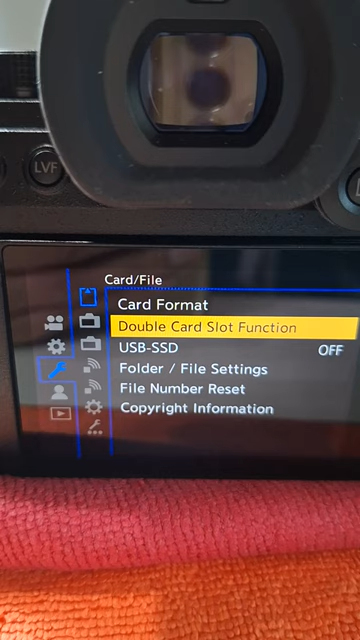 LVF
Card/File
Card Format
Double Card Slot Function
USB-SSD OFF
Folder / File Settings
File Number Reset
Copyright Information